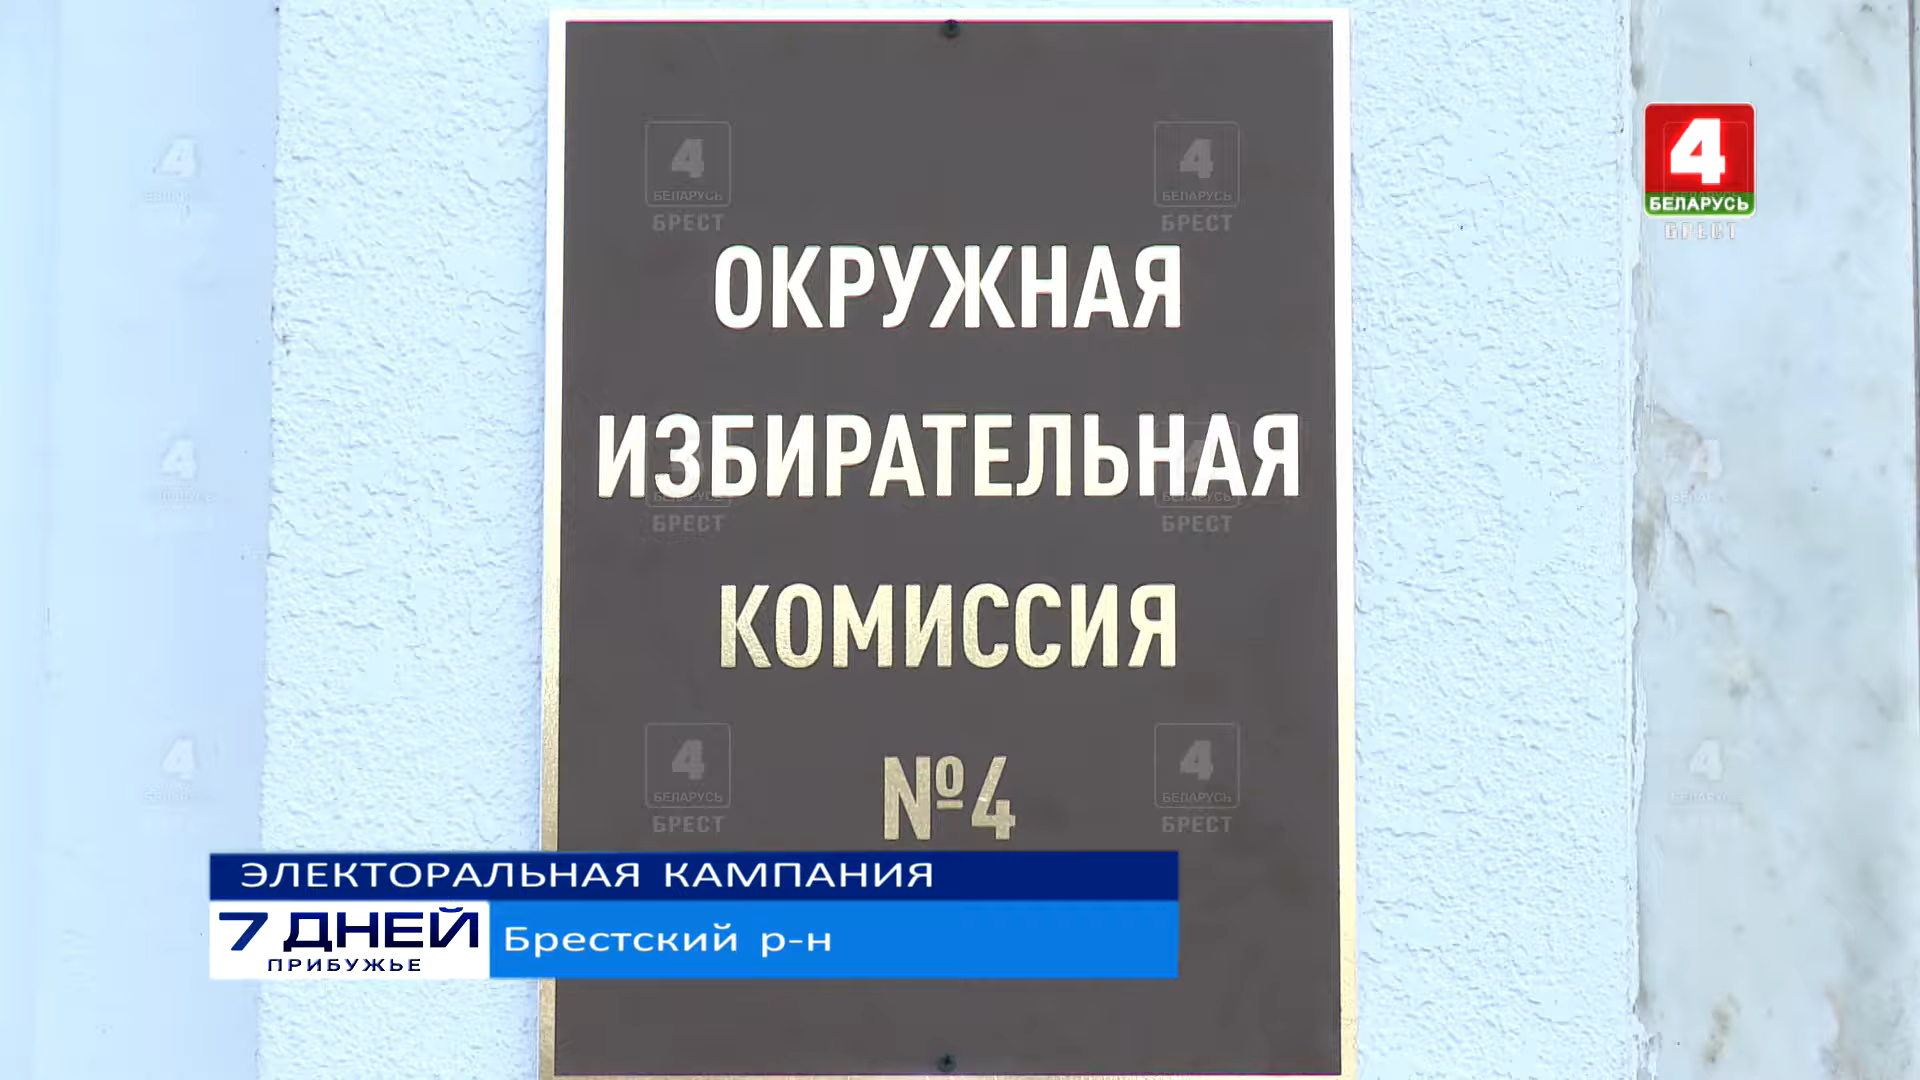 4
БЕЛАРУСЬ
БРЕСТ
ОКРУЖНАЯ
ИЗБИРАТЕЛЬНАЯ
КОМИССИЯ
№4
ЭЛЕКТОРАЛЬНАЯ КАМПАНИЯ
7 ДНЕЙ
ПРИБУЖЬЕ
Брестский р-н